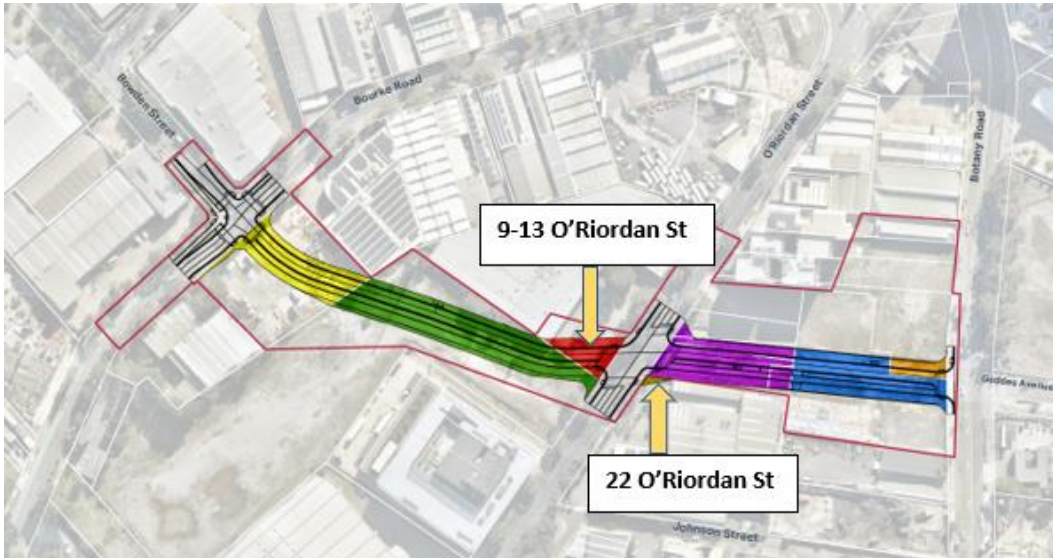 Bowden Street
Bourke Road
O'Riordan Street
Botany Road
9-13 O'Riordan St
Geddes Avenue
22 O'Riordan St
Johnson Street